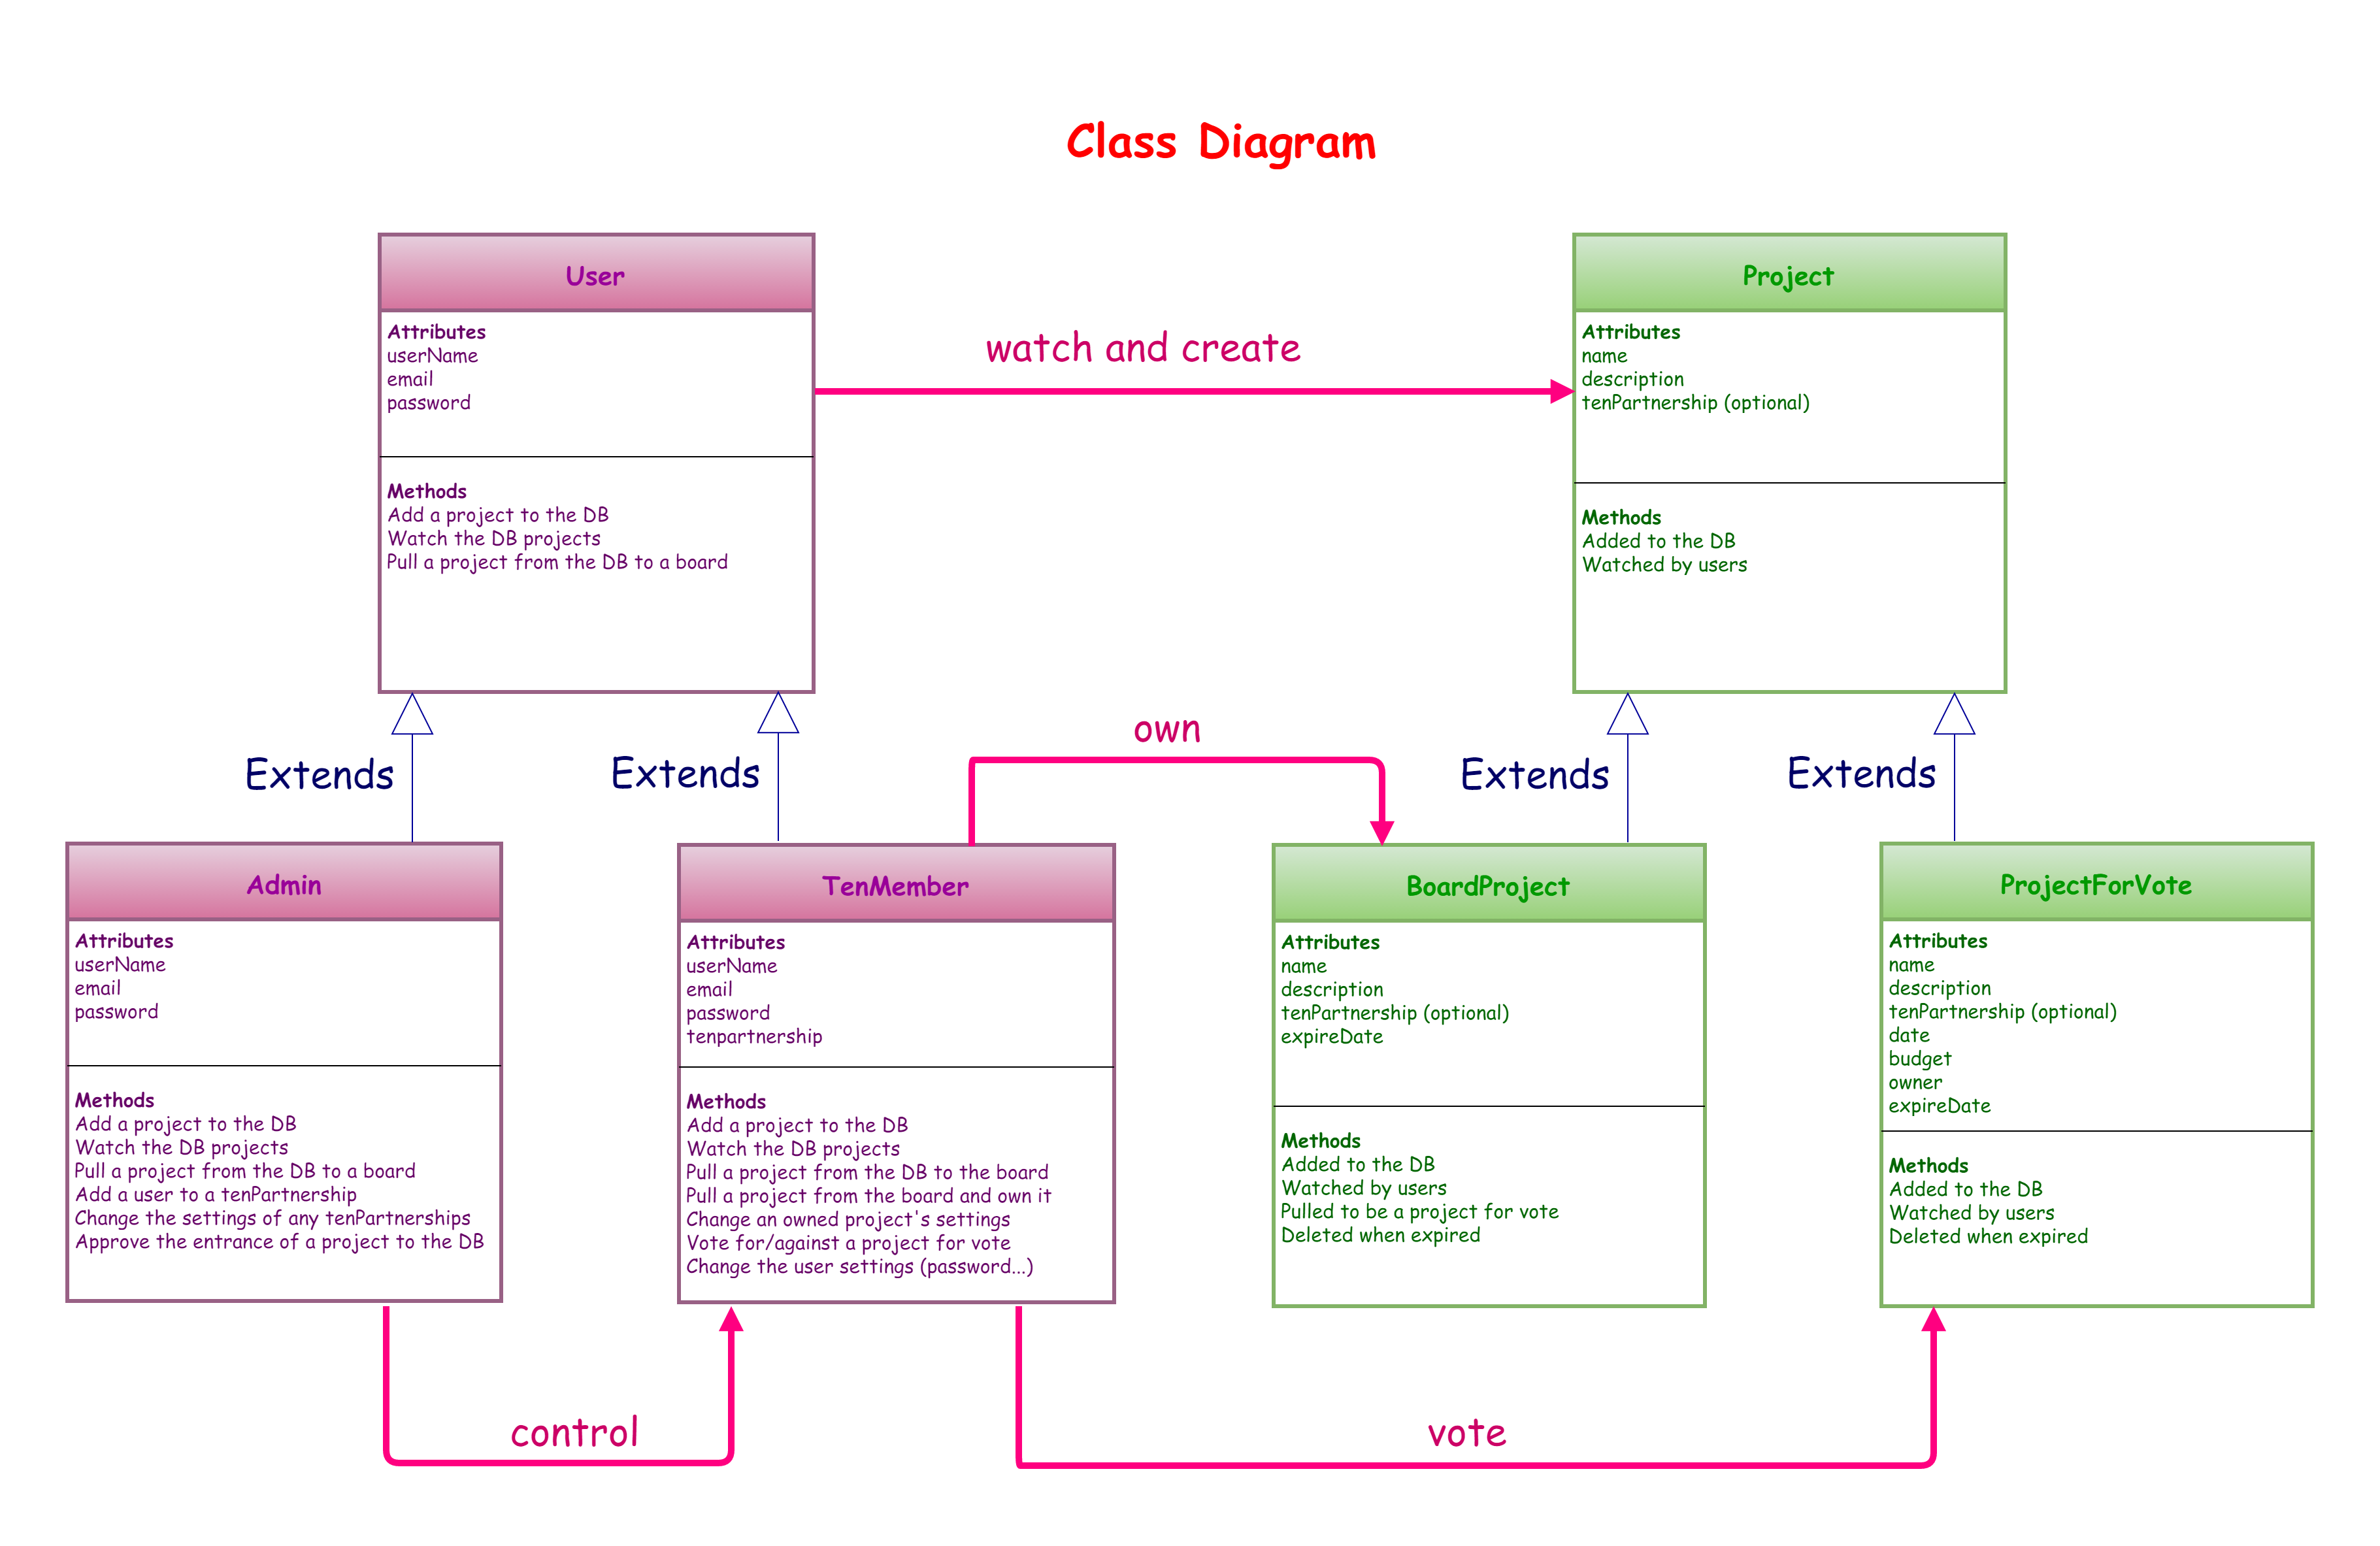 Class Diagram
User
Attributes
userName
email
password
Methods
Add a project to the DB
Watch the DB projects
Pull a project from the DB to a board
watch and create
Project
Attributes
name
description
tenPartnership (optional)
Methods
Added to the DB
Watched by users
Extends
Extends
own
Extends
Extends
Admin
Attributes
userName
email
password
Methods
Add a project to the DB
Watch the DB projects
Pull a project from the DB to a board
Add a user to a tenPartnership
Change the settings of any tenPartnerships
Approve the entrance of a project to the DB
TenMember
Attributes
userName
email
password
tenpartnership
Methods
Add a project to the DB
Watch the DB projects
Pull a project from the DB to the board
Pull a project from the board and own it
Change an owned project's settings
Vote for/against a project for vote
Change the user settings (password...)
BoardProject
Attributes
name
description
tenPartnership (optional)
expireDate
Methods
Added to the DB
Watched by users
Pulled to be a project for vote
Deleted when expired
ProjectForVote
Attributes
name
description
tenPartnership (optional)
date
budget
owner
expireDate
Methods
Added to the DB
Watched by users
Deleted when expired
control
vote